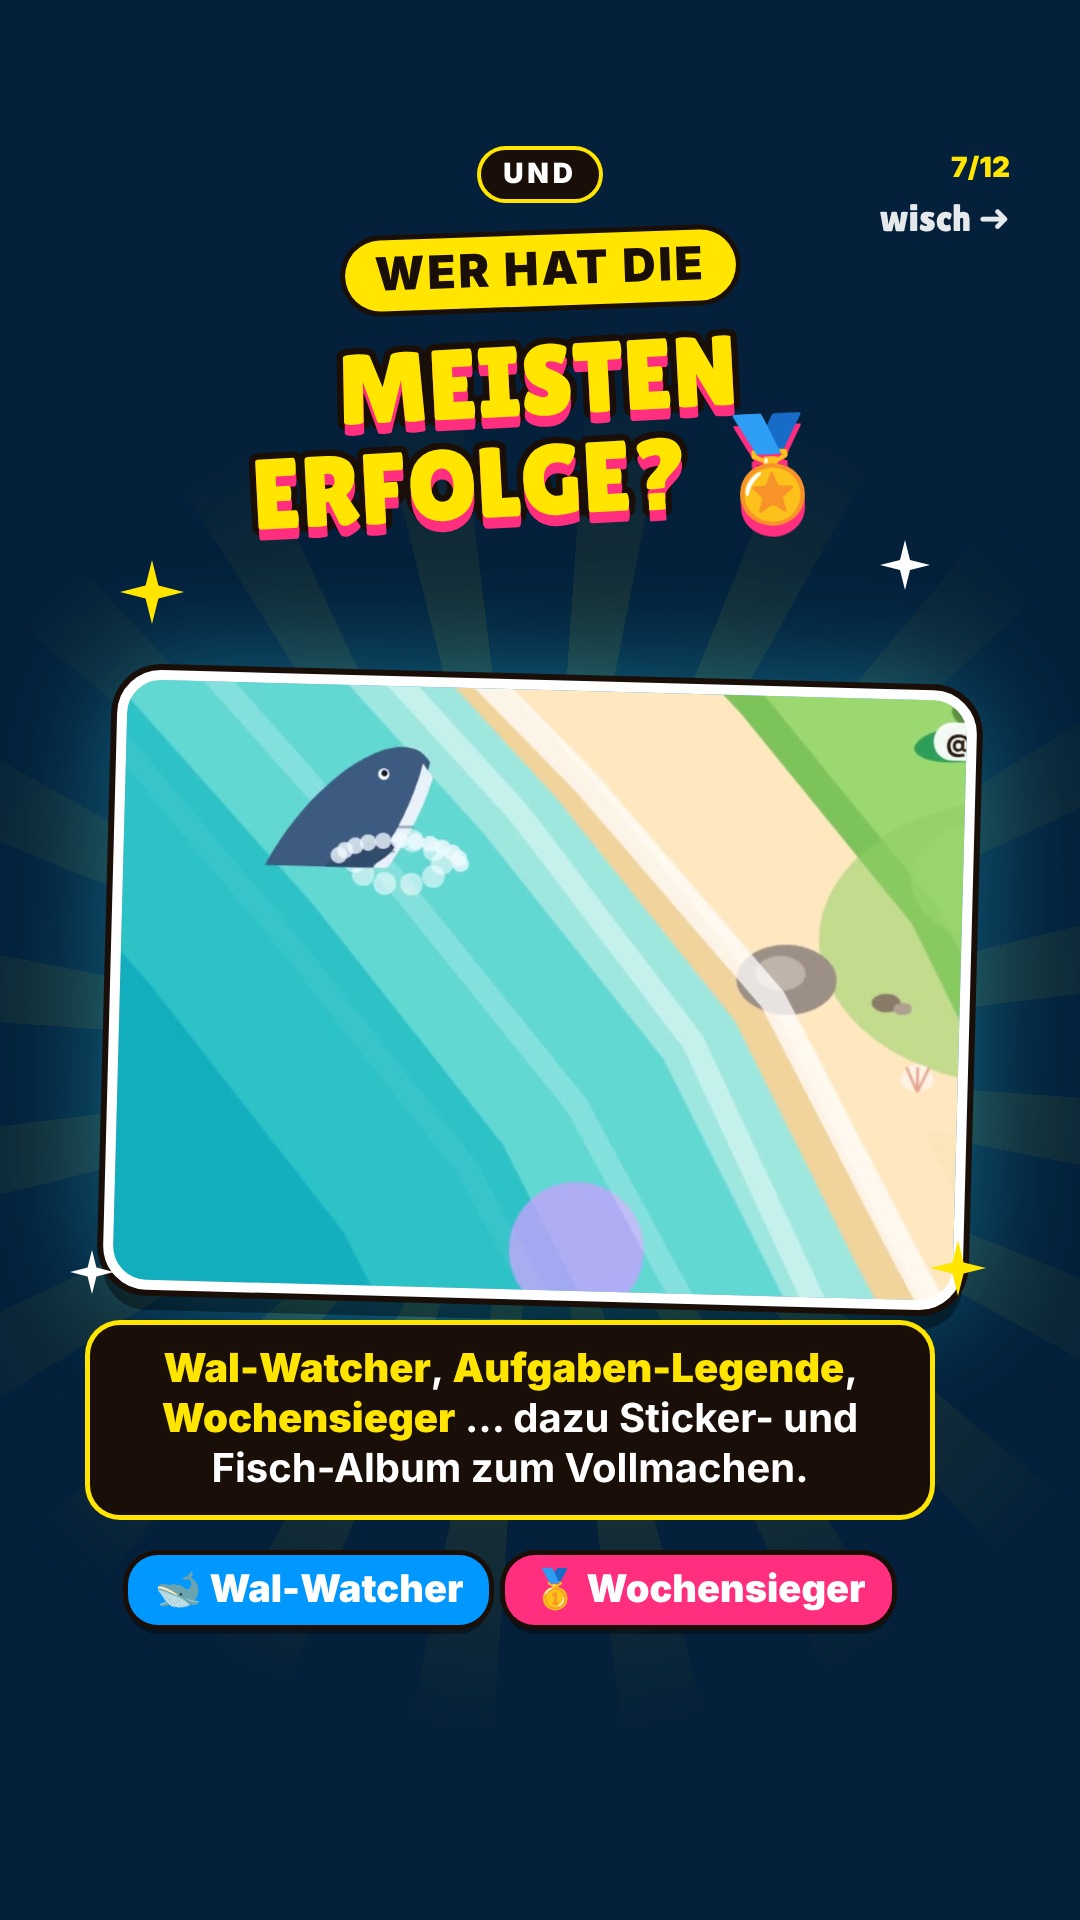 UND
7/12
wisch →
WER HAT DIE
MEISTEN
ERFOLGE?
@
Wal-Watcher, Aufgaben-Legende,
Wochensieger ... dazu Sticker- und
Fisch-Album zum Vollmachen.
Wal-Watcher
Wochensieger